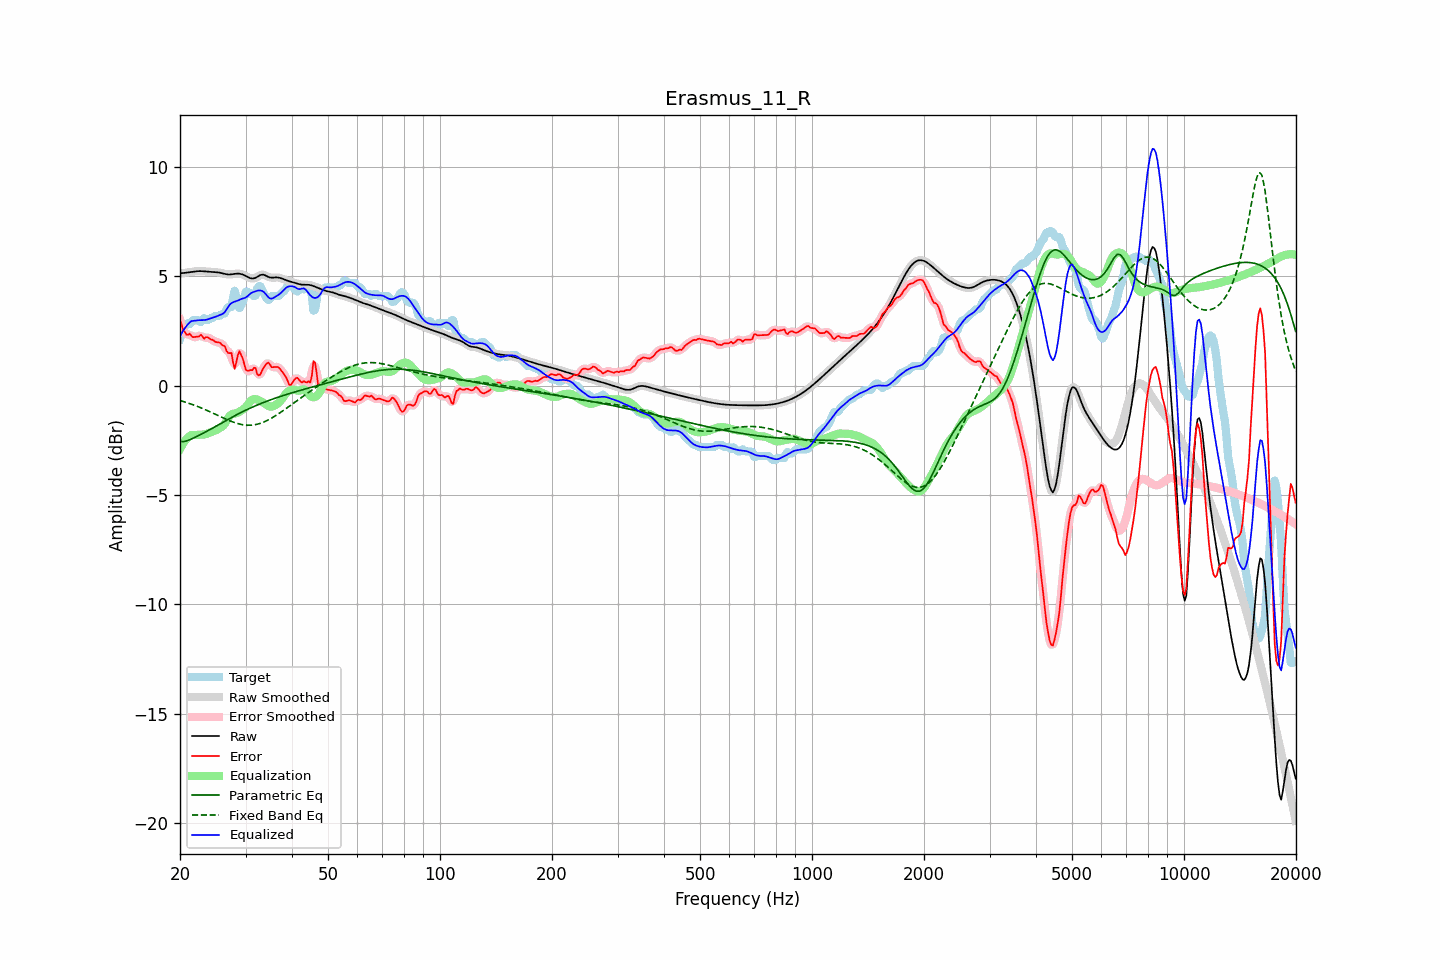 Erasmus_11_R
Amplitude (dBr)
10
5
0
−5
−10
−15
−20
Target
Raw Smoothed
Error Smoothed
Raw
Error
Equalization
Parametric Eq
Fixed Band Eq
Equalized
20 50 100 200 500 1000 2000 5000 10000 20000
Frequency (Hz)